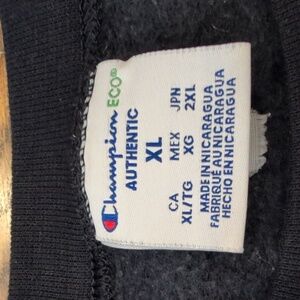 Champion ECO®
AUTHENTIC
XL
CA MEX JPN
XL/TG XG 2XL
MADE IN NICARAGUA
FABRIQUÉ AU NICARAGUA
HECHO EN NICARAGUA